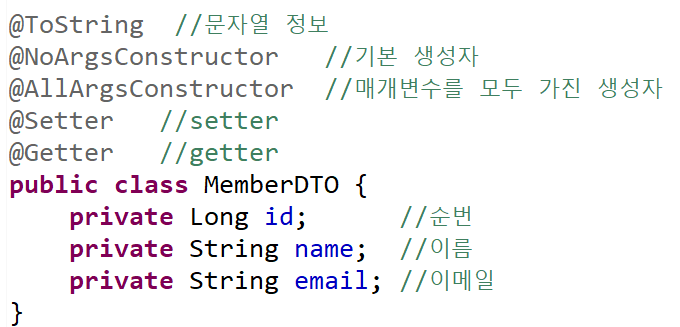 @ToString  //문자열 정보
@NoArgsConstructor   //기본 생성자
@AllArgsConstructor  //매개변수를 모두 가진 생성자
@Setter   //setter
@Getter   //getter
public class MemberDTO {
    private Long id;      //순번
    private String name;  //이름
    private String email; //이메일
}